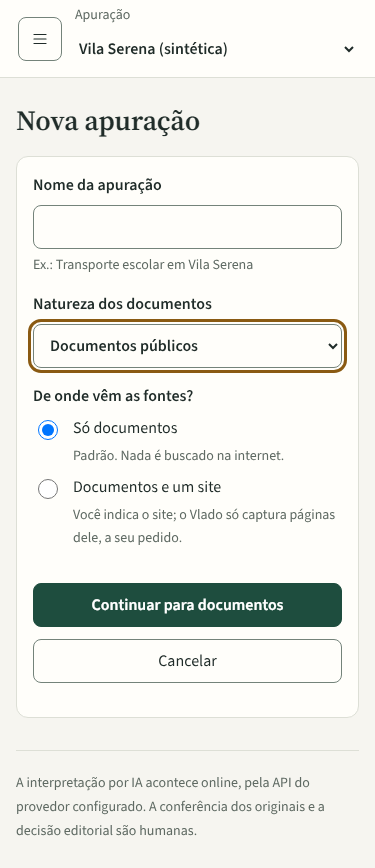 Apuração
Vila Serena (sintética)
Nova apuração
Nome da apuração
Ex.: Transporte escolar em Vila Serena
Natureza dos documentos
Documentos públicos
De onde vêm as fontes?
Só documentos
Padrão. Nada é buscado na internet.
Documentos e um site
Você indica o site; o Vlado só captura páginas
dele, a seu pedido.
Continuar para documentos
Cancelar
A interpretação por IA acontece online, pela API do
provedor configurado. A conferência dos originais e a
decisão editorial são humanas.